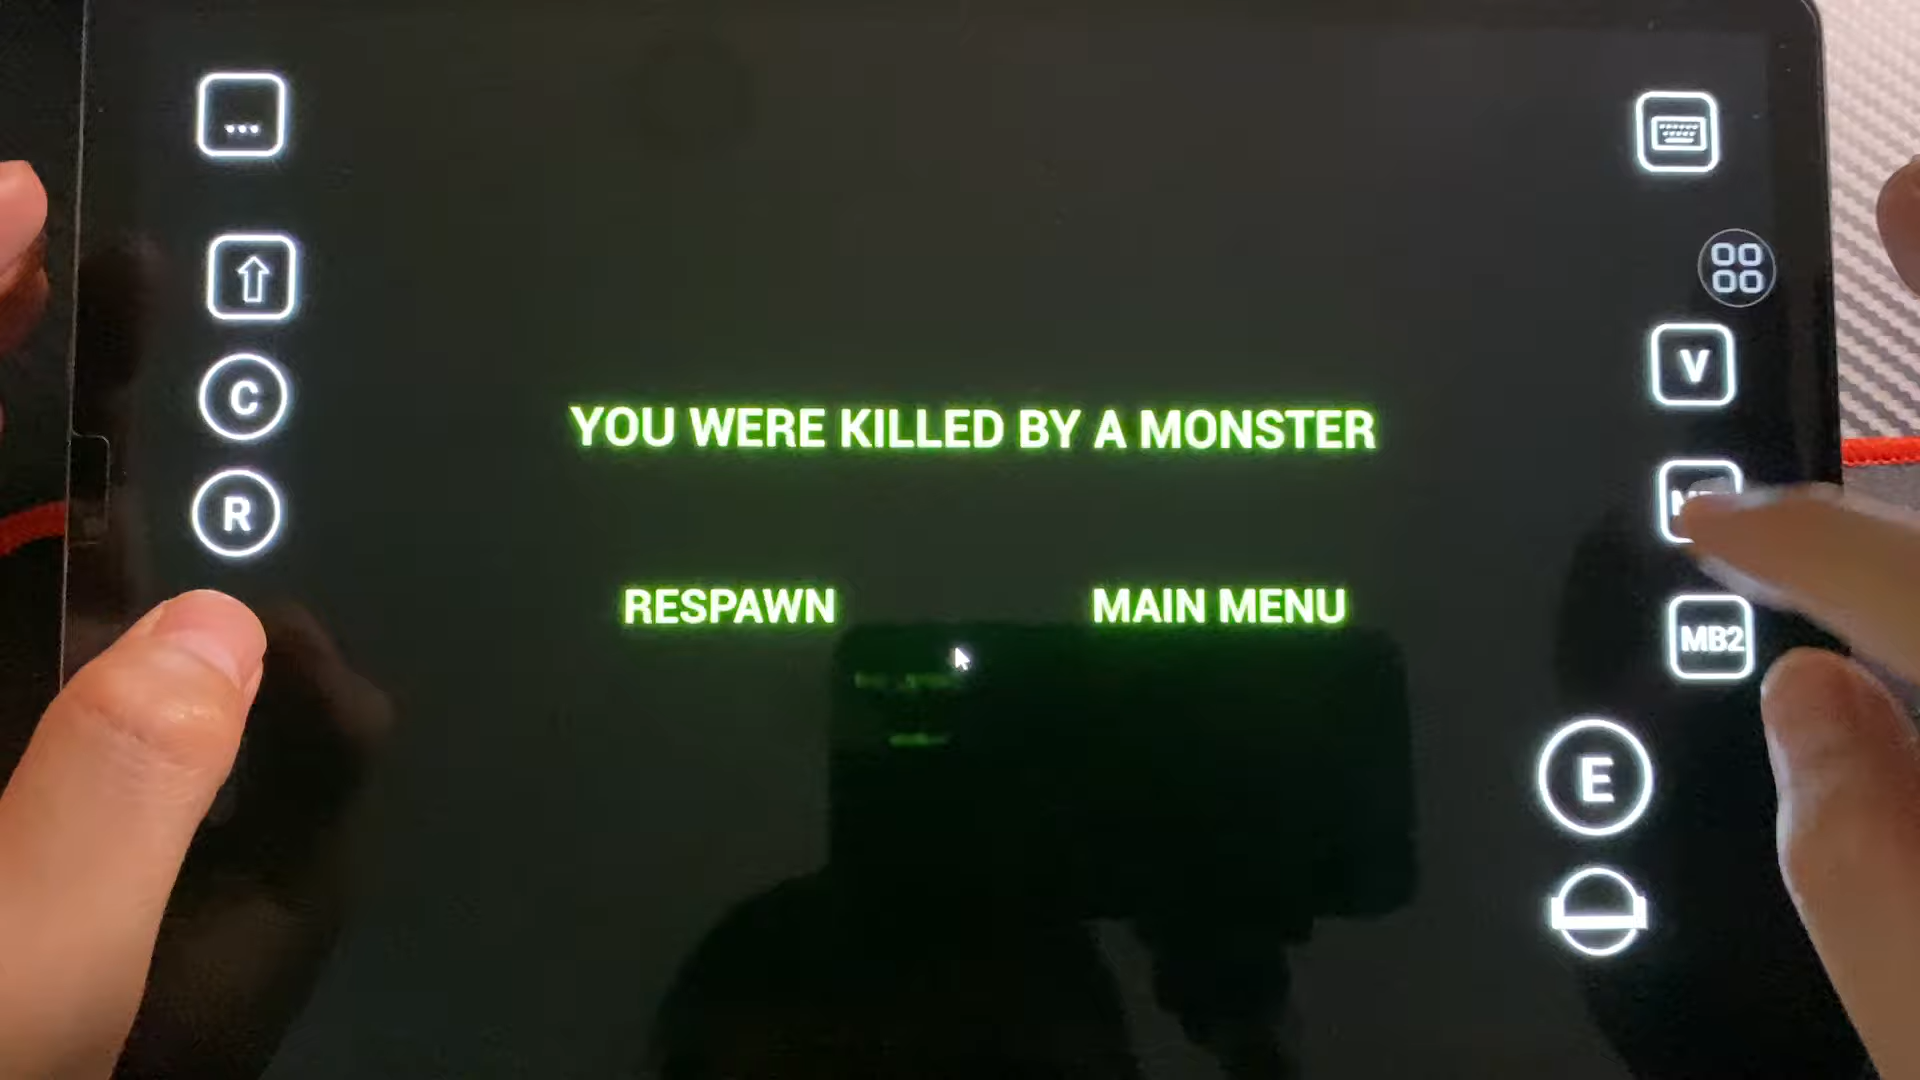 ...
C
R
YOU WERE KILLED BY A MONSTER
RESPAWN
MAIN MENU
V
MB2
E